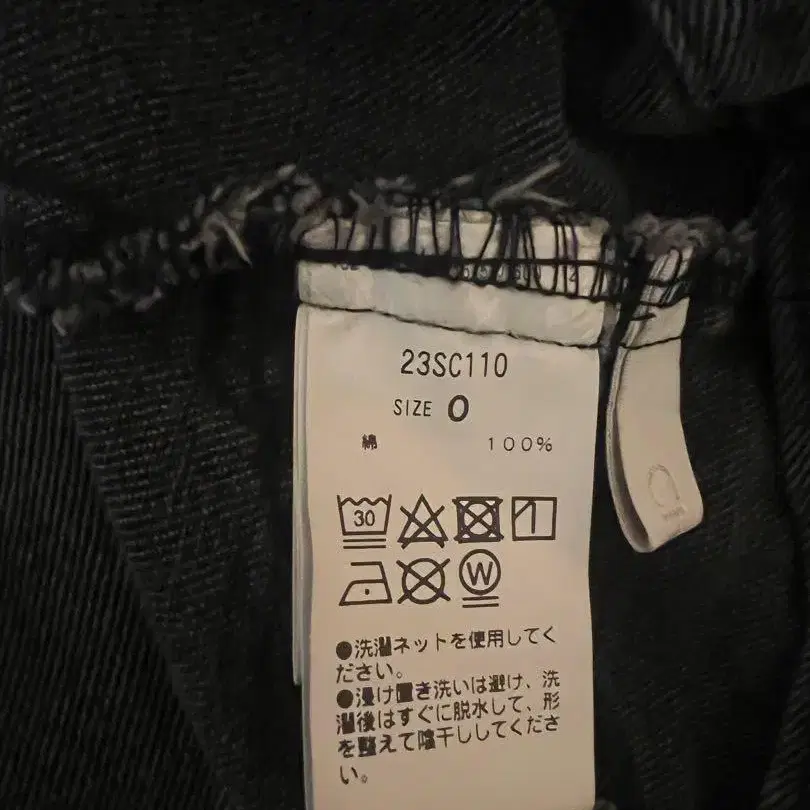 23SC110
SIZE 0
綿 100%
30
W
●洗濯ネットを使用してく
ださい。
●浸け置き洗いは避け、洗
濯後はすぐに脱水して、形
を整えて陰干ししてくださ
い。